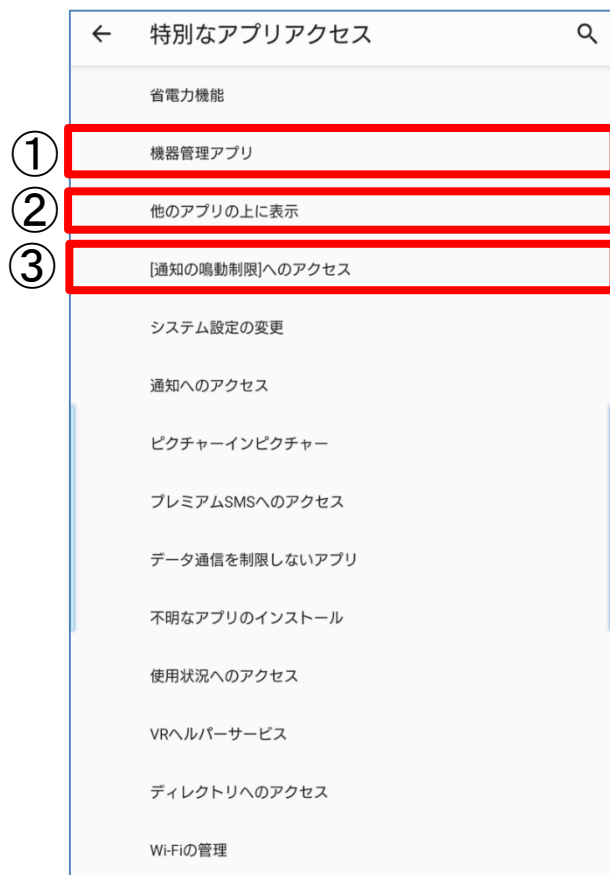 特別なアプリアクセス
省電力機能
① 機器管理アプリ
② 他のアプリの上に表示
③ [通知の鳴動制限]へのアクセス
システム設定の変更
通知へのアクセス
ピクチャーインピクチャー
プレミアムSMSへのアクセス
データ通信を制限しないアプリ
不明なアプリのインストール
使用状況へのアクセス
VRヘルパーサービス
ディレクトリへのアクセス
Wi-Fiの管理